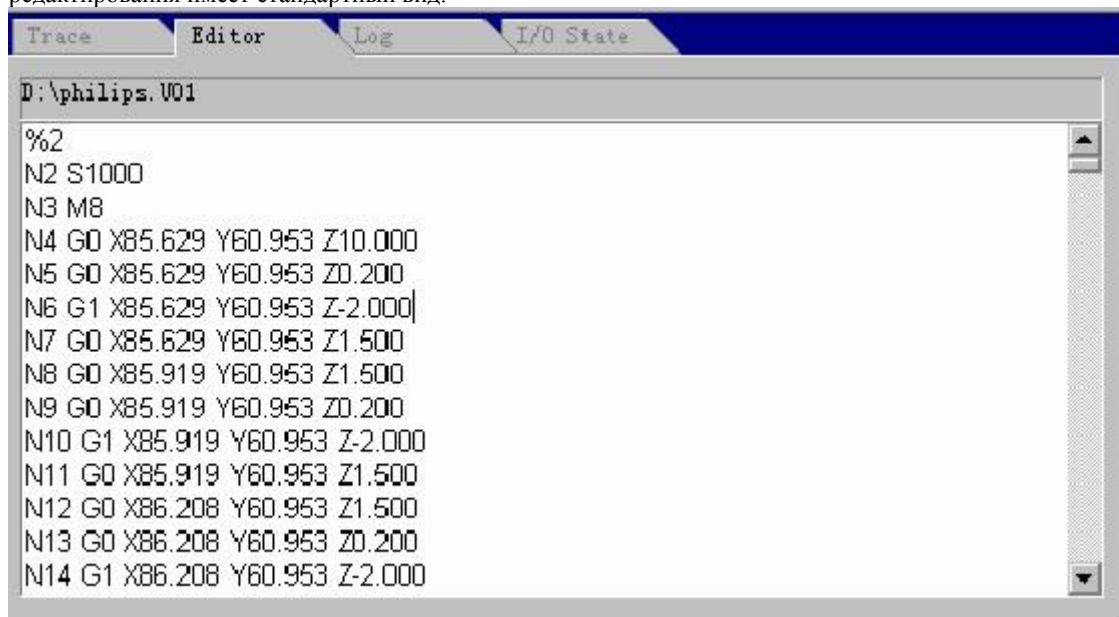 редактирования имеет стандартный вид.
Trace Editor Log I/O State
D:\philips.U01
%2
N2 S1000
N3 M8
N4 G0 X85.629 Y60.953 Z10.000
N5 G0 X85.629 Y60.953 Z0.200
N6 G1 X85.629 Y60.953 Z-2.000
N7 G0 X85.629 Y60.953 Z1.500
N8 G0 X85.919 Y60.953 Z1.500
N9 G0 X85.919 Y60.953 Z0.200
N10 G1 X85.919 Y60.953 Z-2.000
N11 G0 X85.919 Y60.953 Z1.500
N12 G0 X86.208 Y60.953 Z1.500
N13 G0 X86.208 Y60.953 Z0.200
N14 G1 X86.208 Y60.953 Z-2.000